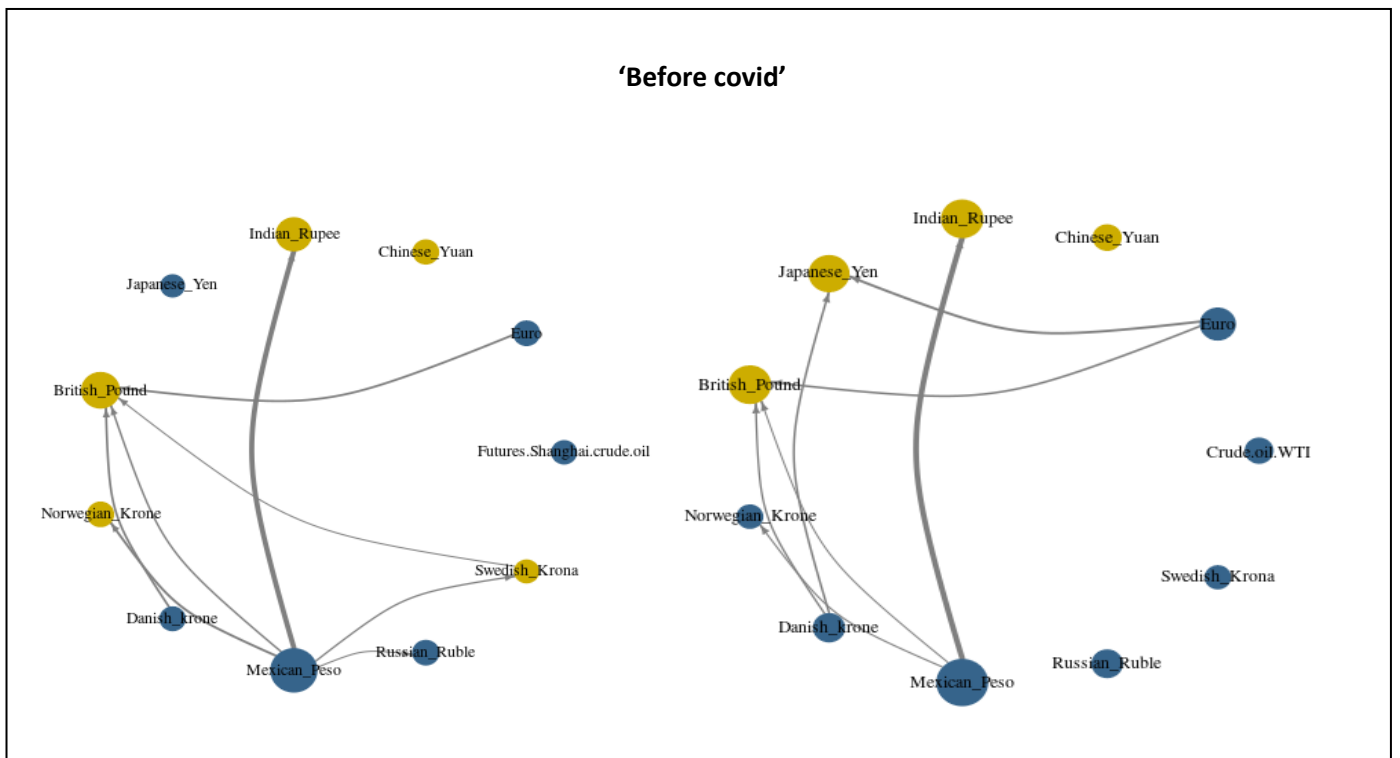 ‘Before covid’
Indian_Rupee
Chinese_Yuan
Japanese_Yen
Euro
British_Pound
Futures.Shanghai.crude.oil
Norwegian_Krone
Swedish_Krona
Danish_krone
Russian_Ruble
Mexican_Peso
Indian_Rupee
Chinese_Yuan
Japanese_Yen
Euro
British_Pound
Crude.oil.WTI
Norwegian_Krone
Swedish_Krona
Danish_krone
Russian_Ruble
Mexican_Peso